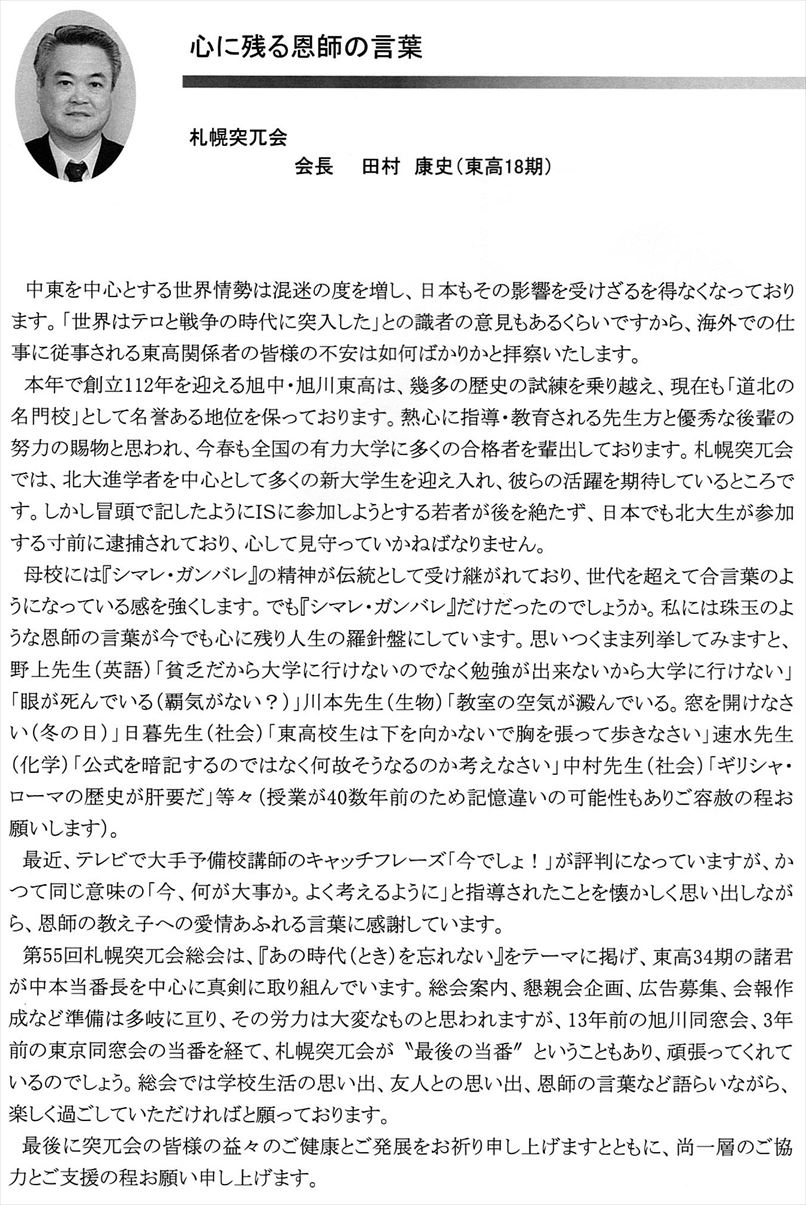 心に残る恩師の言葉
札幌突兀会
会長　田村　康史（東高18期）
中東を中心とする世界情勢は混迷の度を増し、日本もその影響を受けざるを得なくなっており
ます。「世界はテロと戦争の時代に突入した」との識者の意見もあるくらいですから、海外での仕
事に従事される東高関係者の皆様の不安は如何ばかりかと拝察いたします。
本年で創立112年を迎える旭中・旭川東高は、幾多の歴史の試練を乗り越え、現在も「道北の
名門校」として名誉ある地位を保っております。熱心に指導・教育される先生方と優秀な後輩の
努力の賜物と思われ、今春も全国の有力大学に多くの合格者を輩出しております。札幌突兀会
では、北大進学者を中心として多くの新大学生を迎え入れ、彼らの活躍を期待しているところで
す。しかし冒頭で記したようにISに参加しようとする若者が後を絶たず、日本でも北大生が参加
する寸前に逮捕されており、心して見守っていかねばなりません。
母校には『シマレ・ガンバレ』の精神が伝統として受け継がれており、世代を超えて合言葉のよ
うになっている感を強くします。でも『シマレ・ガンバレ』だけだったのでしょうか。私には珠玉のよ
うな恩師の言葉が今でも心に残り人生の羅針盤にしています。思いつくまま列挙してみますと、
野上先生（英語）「貧乏だから大学に行けないのでなく勉強が出来ないから大学に行けない」
「眼が死んでいる（覇気がない？）」川本先生（生物）「教室の空気が澱んでいる。窓を開けなさ
い（冬の日）」日暮先生（社会）「東高校生は下を向かないで胸を張って歩きなさい」速水先生
（化学）「公式を暗記するのではなく何故そうなるのか考えなさい」中村先生（社会）「ギリシャ・
ローマの歴史が肝要だ」等々（授業が40数年前のため記憶違いの可能性もありご容赦の程お
願いします）。
最近、テレビで大手予備校講師のキャッチフレーズ「今でしょ！」が評判になっていますが、か
つて同じ意味の「今、何が大事か。よく考えるように」と指導されたことを懐かしく思い出しなが
ら、恩師の教え子への愛情あふれる言葉に感謝しています。
第55回札幌突兀会総会は、『あの時代（とき）を忘れない』をテーマに掲げ、東高34期の諸君
が中本当番長を中心に真剣に取り組んでいます。総会案内、懇親会企画、広告募集、会報作
成など準備は多岐に亘り、その労力は大変なものと思われますが、13年前の旭川同窓会、3年
前の東京同窓会の当番を経て、札幌突兀会が〝最後の当番〟ということもあり、頑張ってくれて
いるのでしょう。総会では学校生活の思い出、友人との思い出、恩師の言葉など語らいながら、
楽しく過ごしていただければと願っております。
最後に突兀会の皆様の益々のご健康とご発展をお祈り申し上げますとともに、尚一層のご協
力とご支援の程お願い申し上げます。